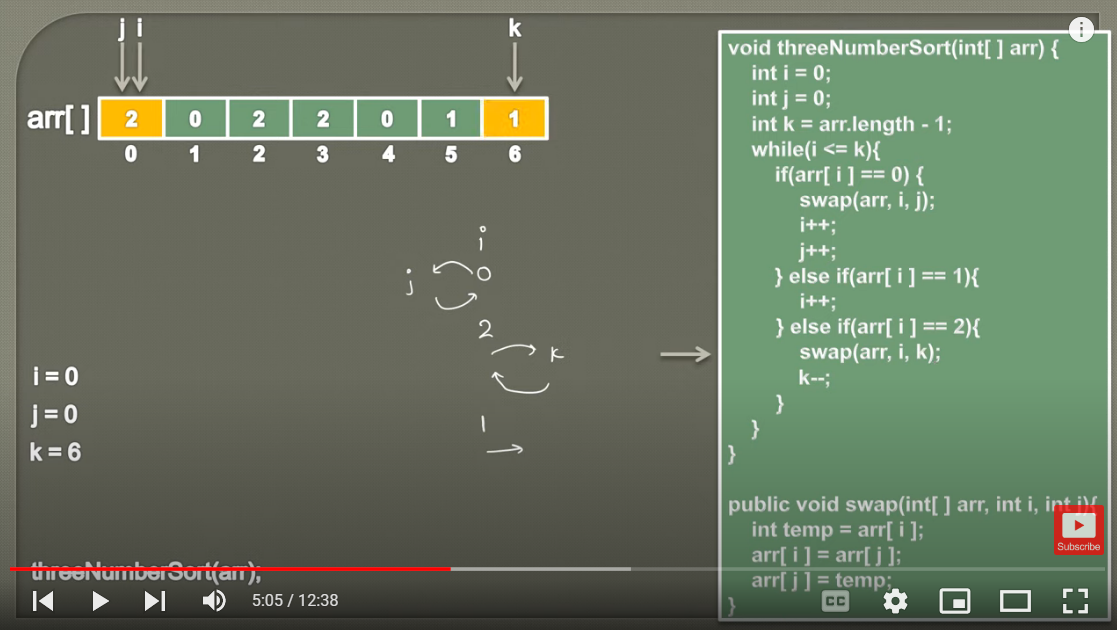 j i
k
arr[ ]
2 0 2 2 0 1 1
0 1 2 3 4 5 6
i
j
0
2
k
1
i = 0
j = 0
k = 6
threeNumberSort(arr);
void threeNumberSort(int[ ] arr) {
int i = 0;
int j = 0;
int k = arr.length - 1;
while(i <= k){
if(arr[ i ] == 0) {
swap(arr, i, j);
i++;
j++;
} else if(arr[ i ] == 1){
i++;
} else if(arr[ i ] == 2){
swap(arr, i, k);
k--;
}
}
}
public void swap(int[ ] arr, int i, int j){
int temp = arr[ i ];
arr[ i ] = arr[ j ];
arr[ j ] = temp;
}
Subscribe
5:05 / 12:38
CC
i